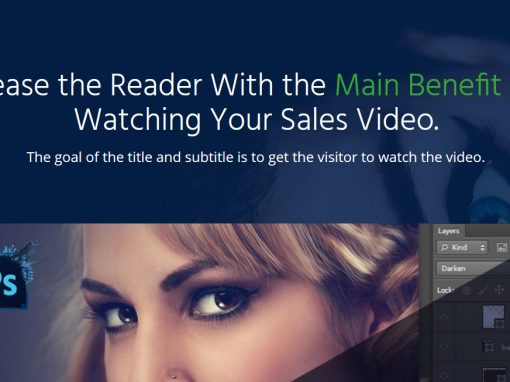 ease the Reader With the Main Benefit
Watching Your Sales Video.
The goal of the title and subtitle is to get the visitor to watch the video.
Ps
Layers
Kind
Darken
Lock: